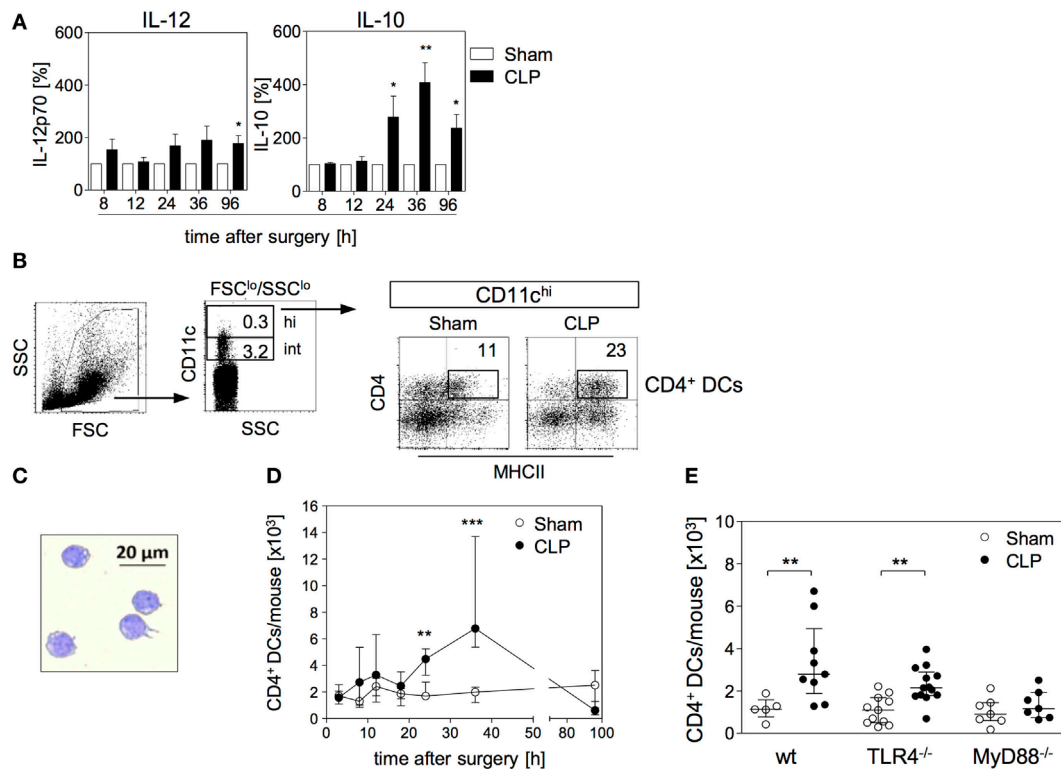 A
IL-12
IL-10
IL-12p70 [%]
600
400
200
0
*
8 12 24 36 96
IL-10 [%]
600
400
200
0
*
**
*
8 12 24 36 96
Sham
CLP
time after surgery [h]
B
FSClo/SSClo
SSC
FSC
CD11c
0.3 hi
3.2 int
SSC
CD11chi
Sham CLP
CD4
11
23
CD4+ DCs
MHCII
C
20 µm
D
CD4+ DCs/mouse [x10³]
16
14
12
10
8
6
4
2
0
Sham
CLP
**
***
0 10 20 30 40 50 80 100
time after surgery [h]
E
CD4+ DCs/mouse [x10³]
10
8
6
4
2
0
Sham
CLP
**
**
wt TLR4-/- MyD88-/-